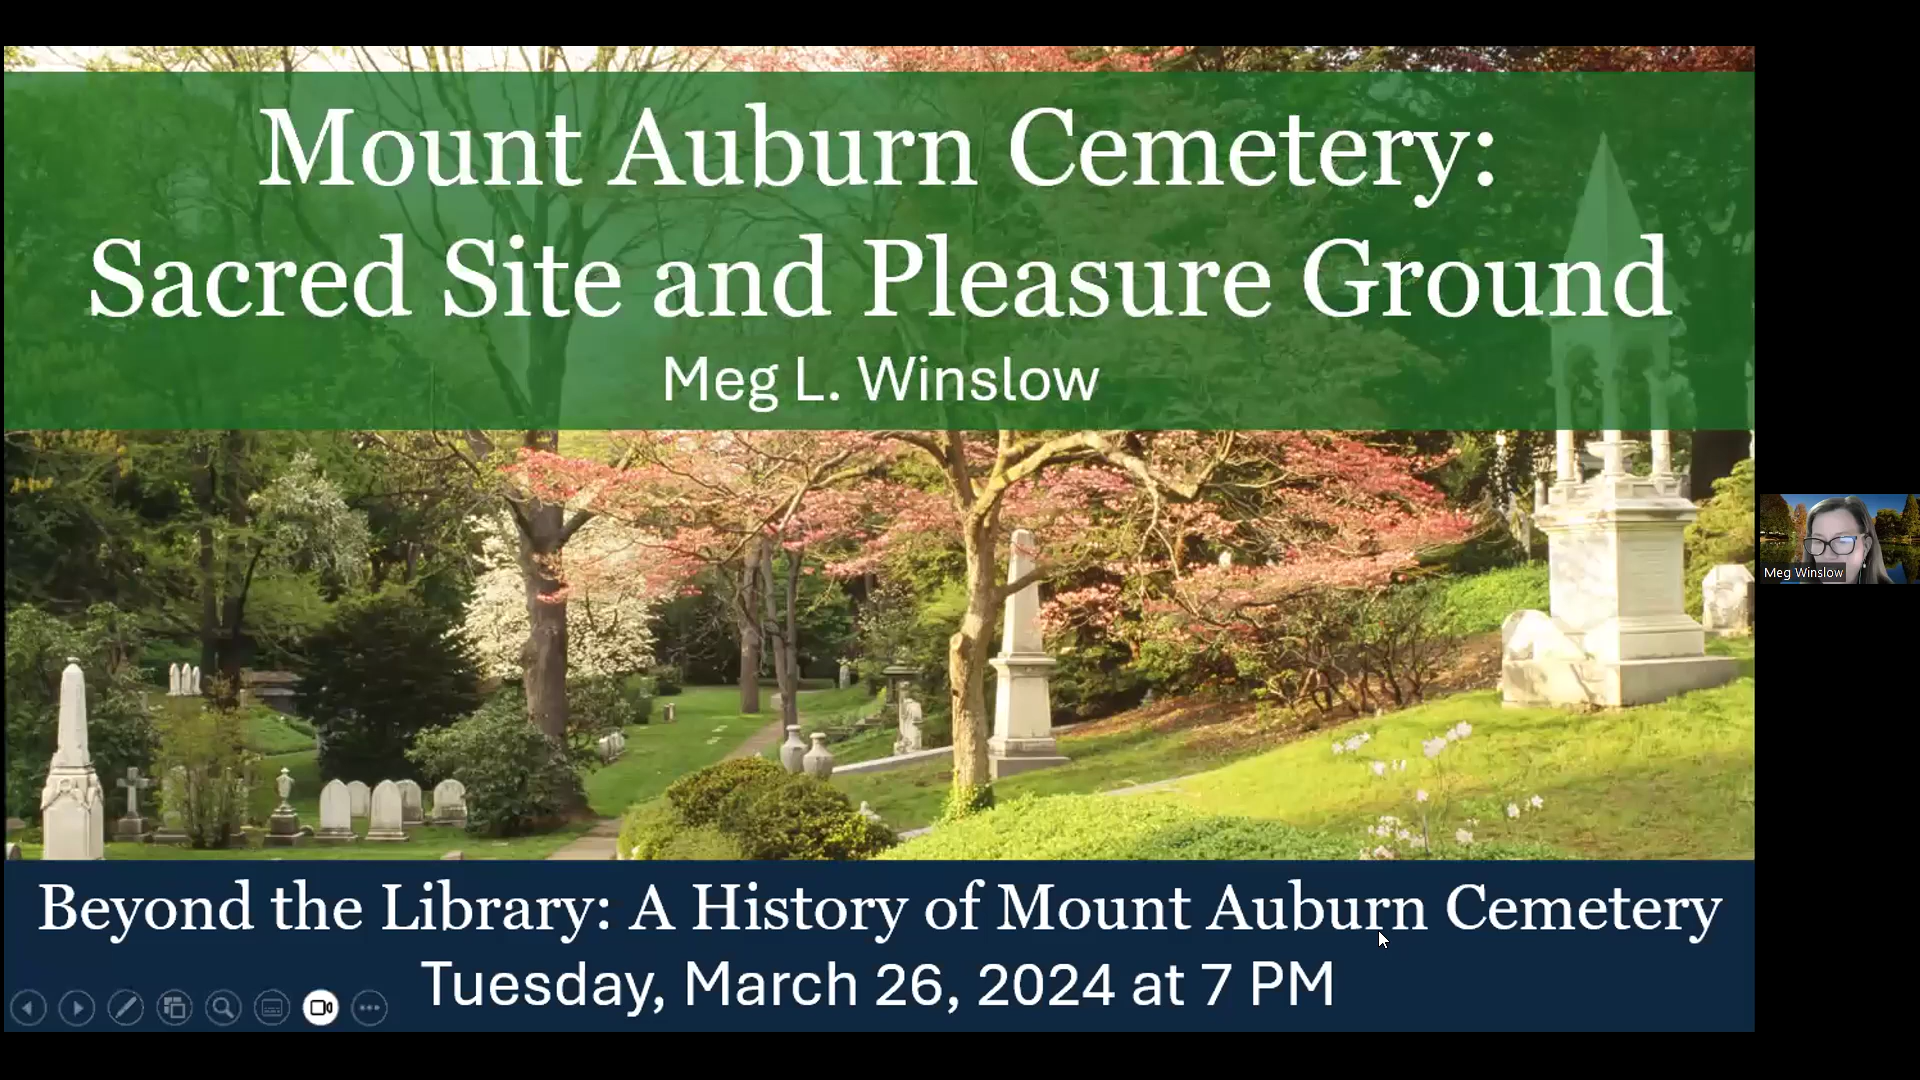 Mount Auburn Cemetery:
Sacred Site and Pleasure Ground
Meg L. Winslow
Meg Winslow
Beyond the Library: A History of Mount Auburn Cemetery
Tuesday, March 26, 2024 at 7 PM